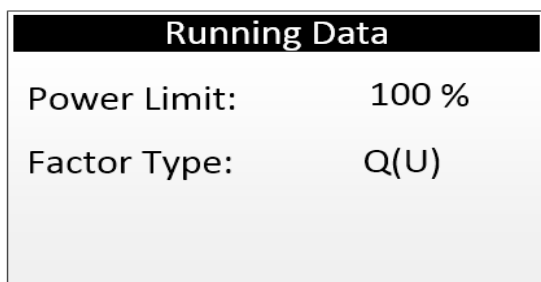 Running Data
Power Limit: 100 %
Factor Type: Q(U)